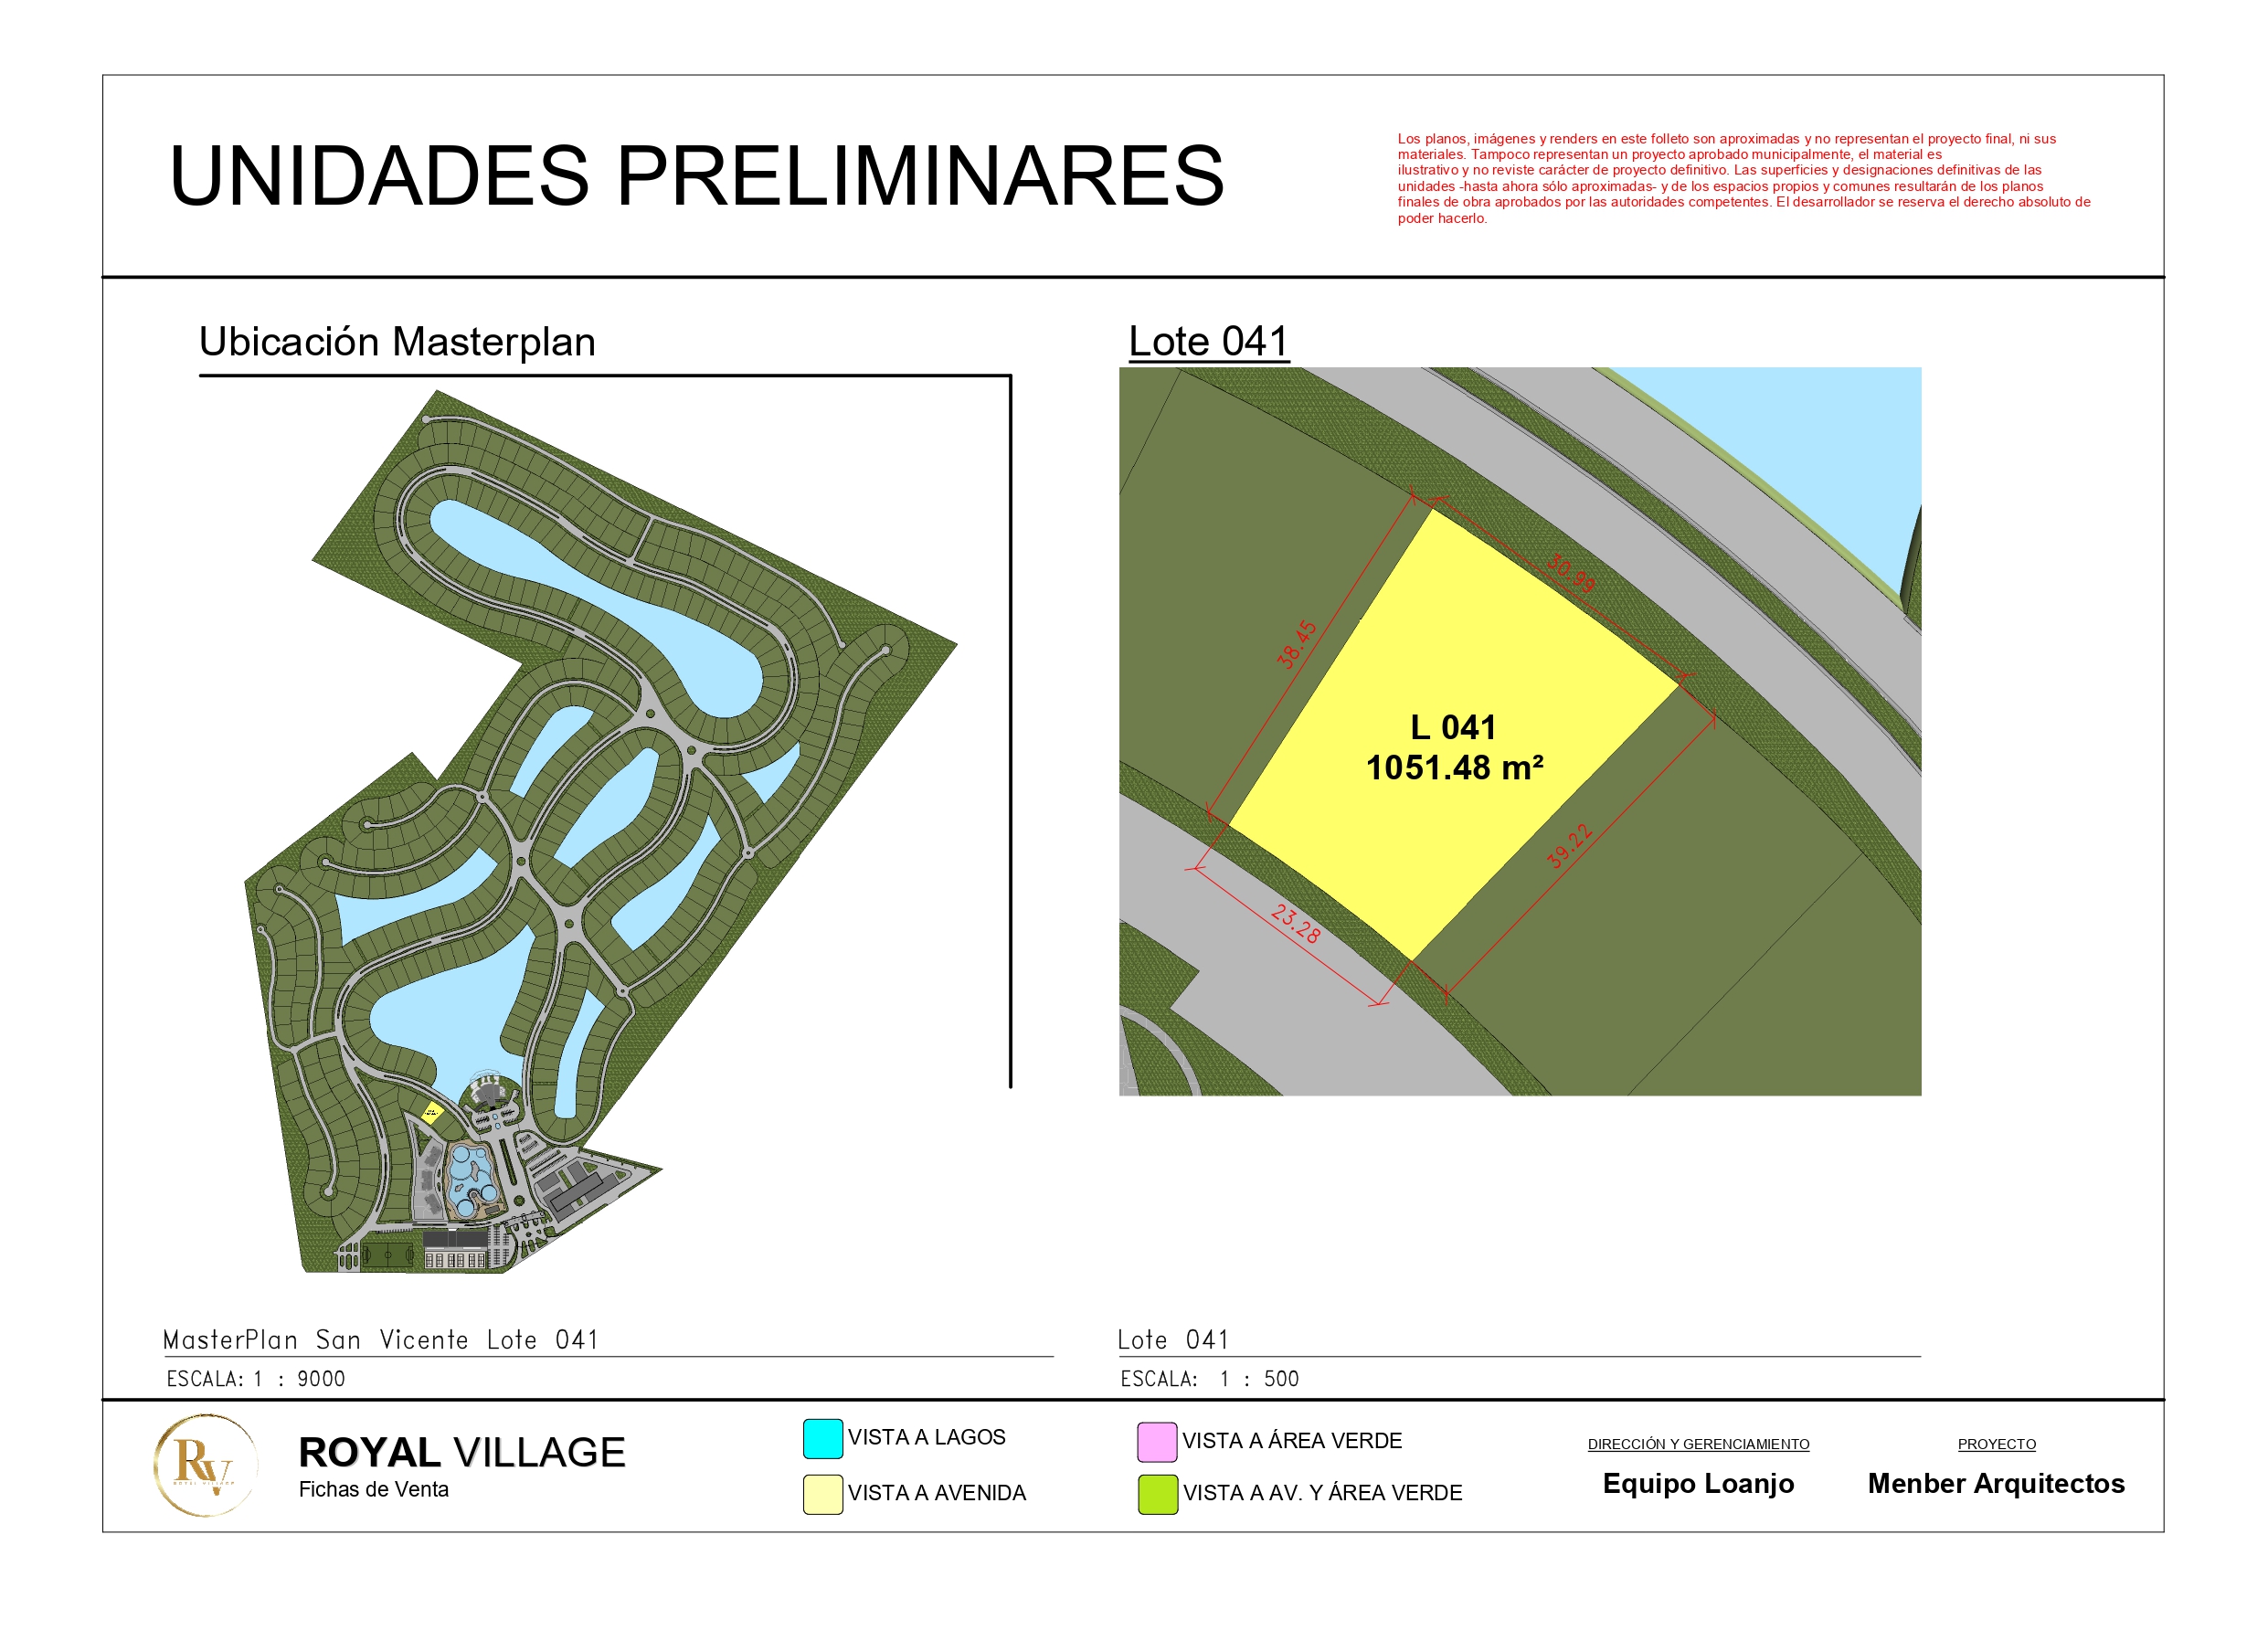 UNIDADES PRELIMINARES
Los planos, imágenes y renders en este folleto son aproximadas y no representan el proyecto final, ni sus
materiales. Tampoco representan un proyecto aprobado municipalmente, el material es
ilustrativo y no reviste carácter de proyecto definitivo. Las superficies y designaciones definitivas de las
unidades -hasta ahora sólo aproximadas- y de los espacios propios y comunes resultarán de los planos
finales de obra aprobados por las autoridades competentes. El desarrollador se reserva el derecho absoluto de
poder hacerlo.
Ubicación Masterplan
Lote 041
30.99
38.45
L 041
1051.48 m²
39.22
23.28
MasterPlan San Vicente Lote 041
ESCALA: 1 : 9000
Lote 041
ESCALA: 1 : 500
RV
ROYAL VILLAGE
ROYAL VILLAGE
Fichas de Venta
VISTA A LAGOS
VISTA A AVENIDA
VISTA A ÁREA VERDE
VISTA A AV. Y ÁREA VERDE
DIRECCIÓN Y GERENCIAMIENTO
Equipo Loanjo
PROYECTO
Menber Arquitectos